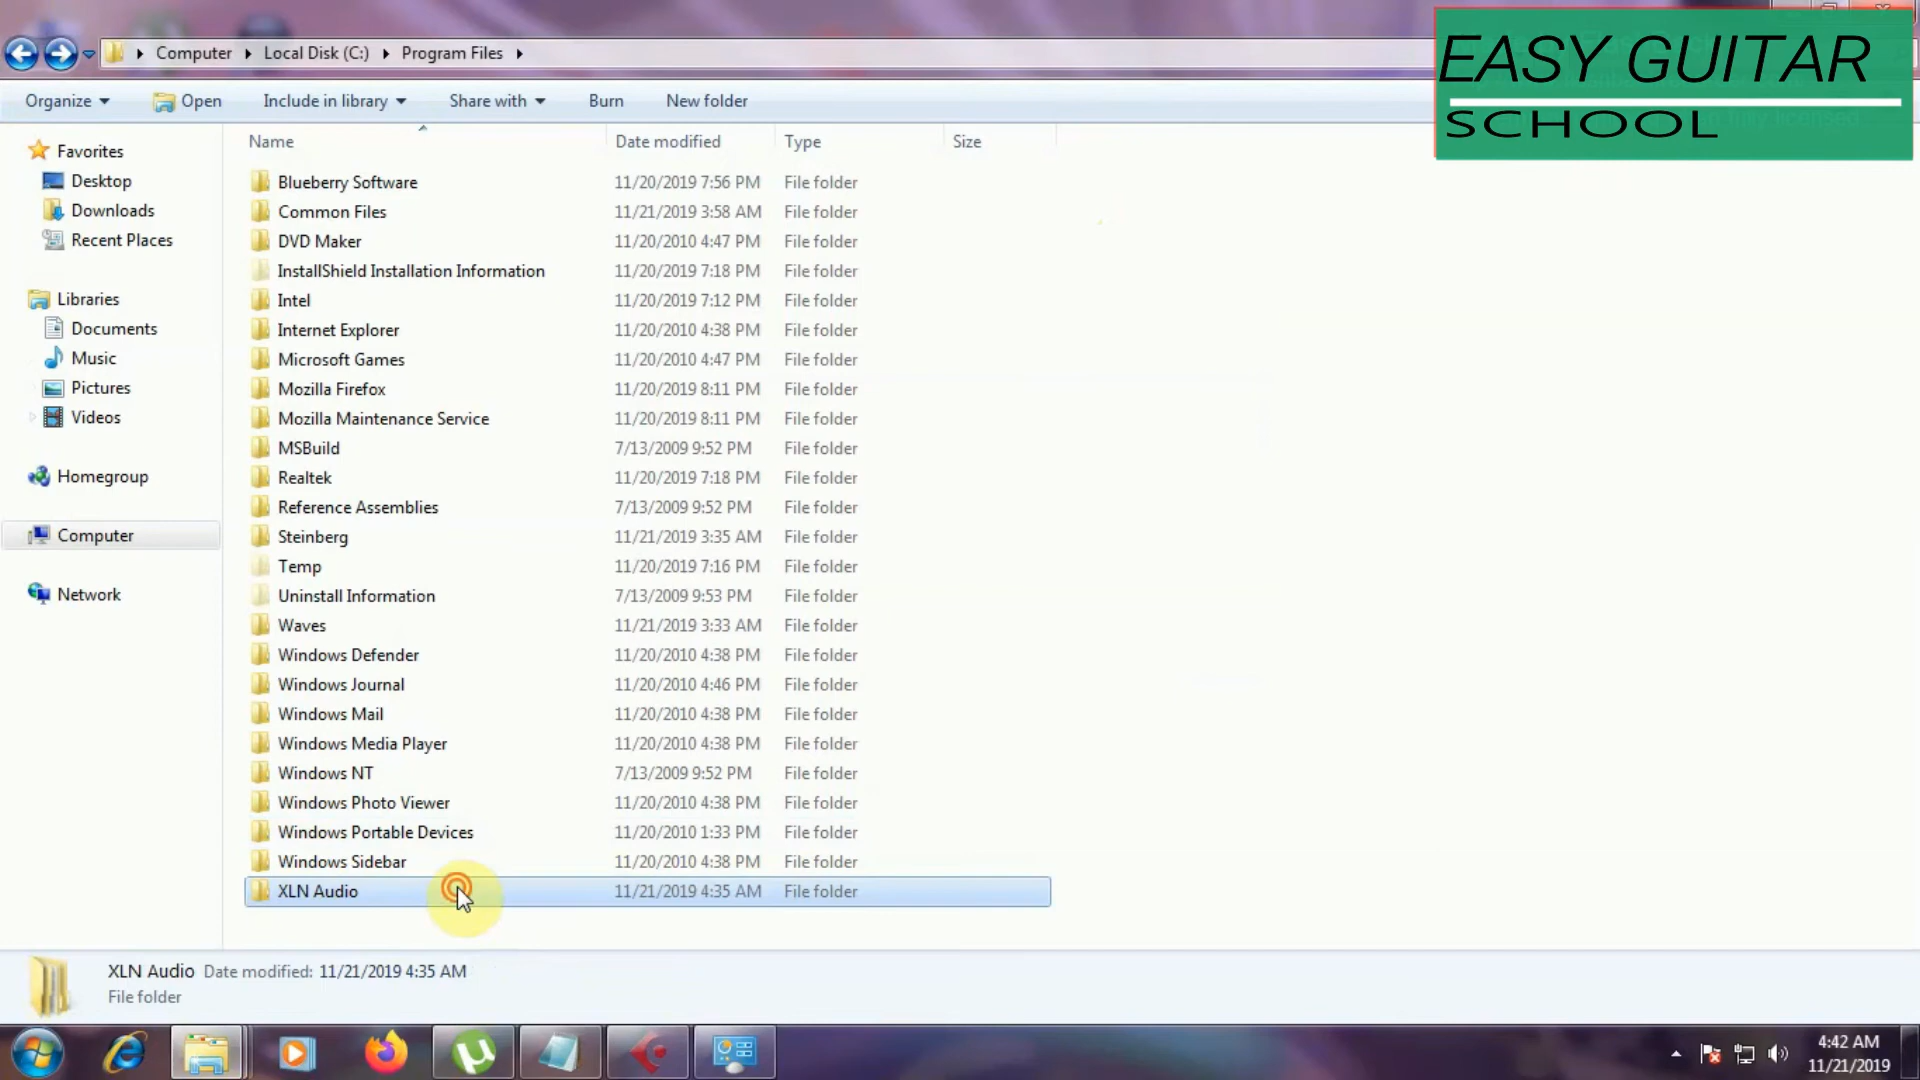 Computer Local Disk (C:) Program Files
Organize Open Include in library Share with Burn New folder
EASY GUITAR
SCHOOL
Favorites
Desktop
Downloads
Recent Places
Libraries
Documents
Music
Pictures
Videos
Homegroup
Computer
Network
Name Date modified Type Size
Blueberry Software 11/20/2019 7:56 PM File folder
Common Files 11/21/2019 3:58 AM File folder
DVD Maker 11/20/2010 4:47 PM File folder
InstallShield Installation Information 11/20/2019 7:18 PM File folder
Intel 11/20/2019 7:12 PM File folder
Internet Explorer 11/20/2010 4:38 PM File folder
Microsoft Games 11/20/2010 4:47 PM File folder
Mozilla Firefox 11/20/2019 8:11 PM File folder
Mozilla Maintenance Service 11/20/2019 8:11 PM File folder
MSBuild 7/13/2009 9:52 PM File folder
Realtek 11/20/2019 7:18 PM File folder
Reference Assemblies 7/13/2009 9:52 PM File folder
Steinberg 11/21/2019 3:35 AM File folder
Temp 11/20/2019 7:16 PM File folder
Uninstall Information 7/13/2009 9:53 PM File folder
Waves 11/21/2019 3:33 AM File folder
Windows Defender 11/20/2010 4:38 PM File folder
Windows Journal 11/20/2010 4:46 PM File folder
Windows Mail 11/20/2010 4:38 PM File folder
Windows Media Player 11/20/2010 4:38 PM File folder
Windows NT 7/13/2009 9:52 PM File folder
Windows Photo Viewer 11/20/2010 4:38 PM File folder
Windows Portable Devices 11/20/2010 1:33 PM File folder
Windows Sidebar 11/20/2010 4:38 PM File folder
XLN Audio 11/21/2019 4:35 AM File folder
XLN Audio Date modified: 11/21/2019 4:35 AM
File folder
4:42 AM
11/21/2019